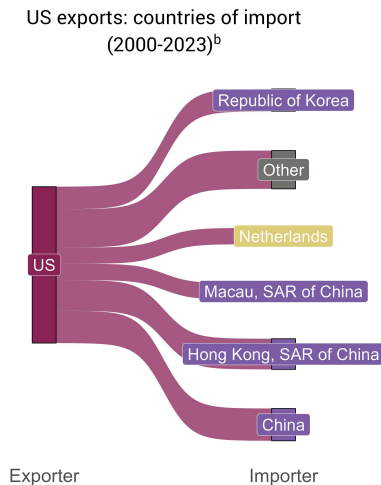 US exports: countries of import
(2000-2023)ᵇ
Republic of Korea
Other
Netherlands
US
Macau, SAR of China
Hong Kong, SAR of China
China
Exporter
Importer